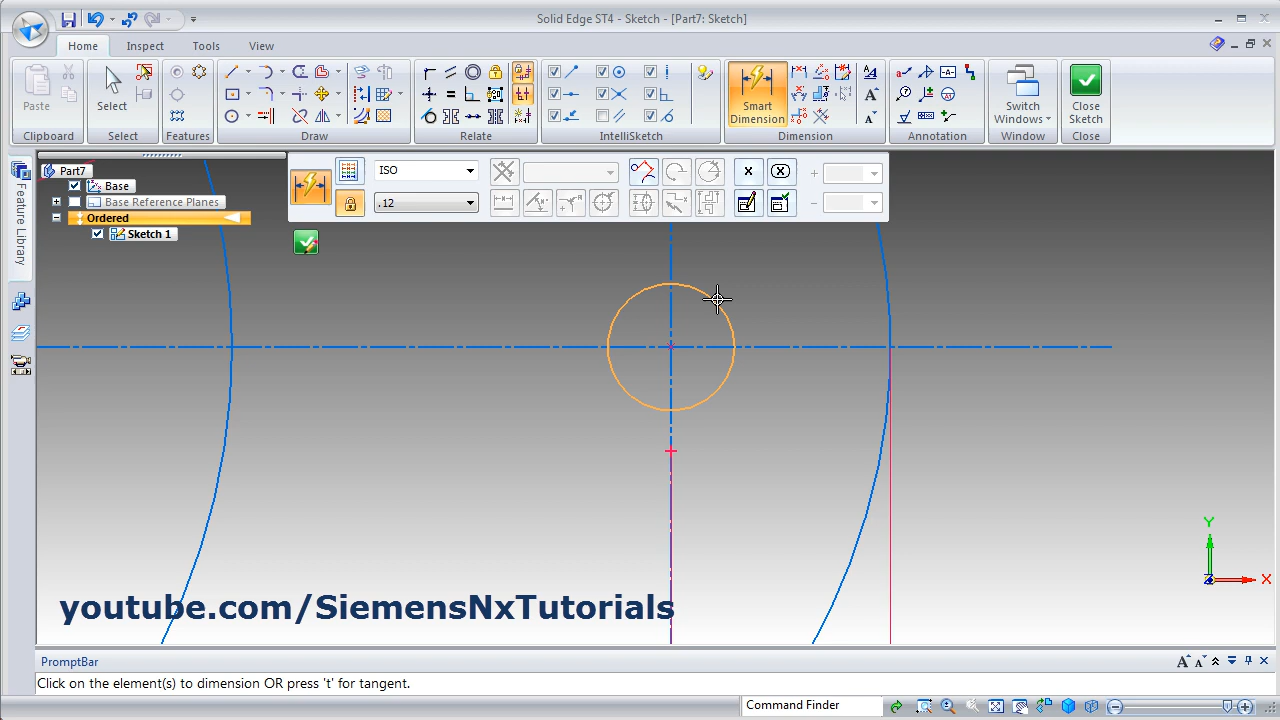 Solid Edge ST4 - Sketch - [Part7: Sketch]
Home Inspect Tools View
Paste
Select
Smart Dimension
Switch Windows
Close Sketch
Clipboard Select Features Draw Relate IntelliSketch Dimension Annotation Window Close
Feature Library
Part7
Base
Base Reference Planes
Ordered
Sketch 1
ISO
.12
Y
X
youtube.com/SiemensNxTutorials
PromptBar
Click on the element(s) to dimension OR press 't' for tangent.
Command Finder